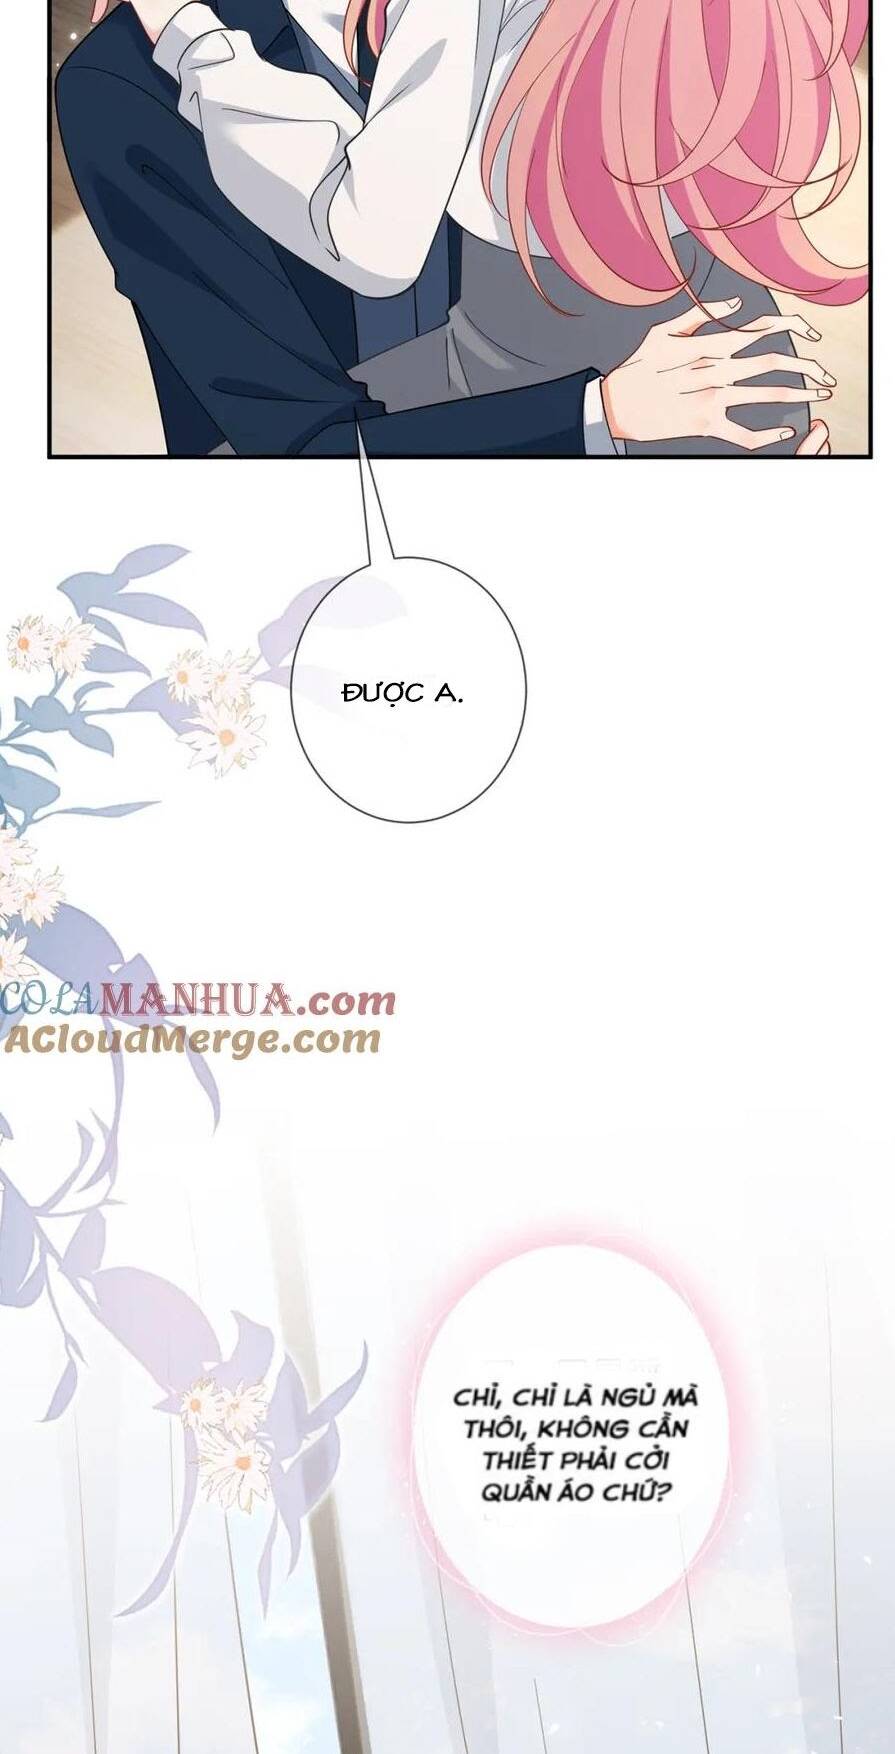 ĐƯỢC A.
COLAMANHUA.com
ACloudMerge.com
CHỈ, CHỈ LÀ NGỦ MÀ
THÔI, KHÔNG CẦN
THIẾT PHẢI CỞI
QUẦN ÁO CHỨ?